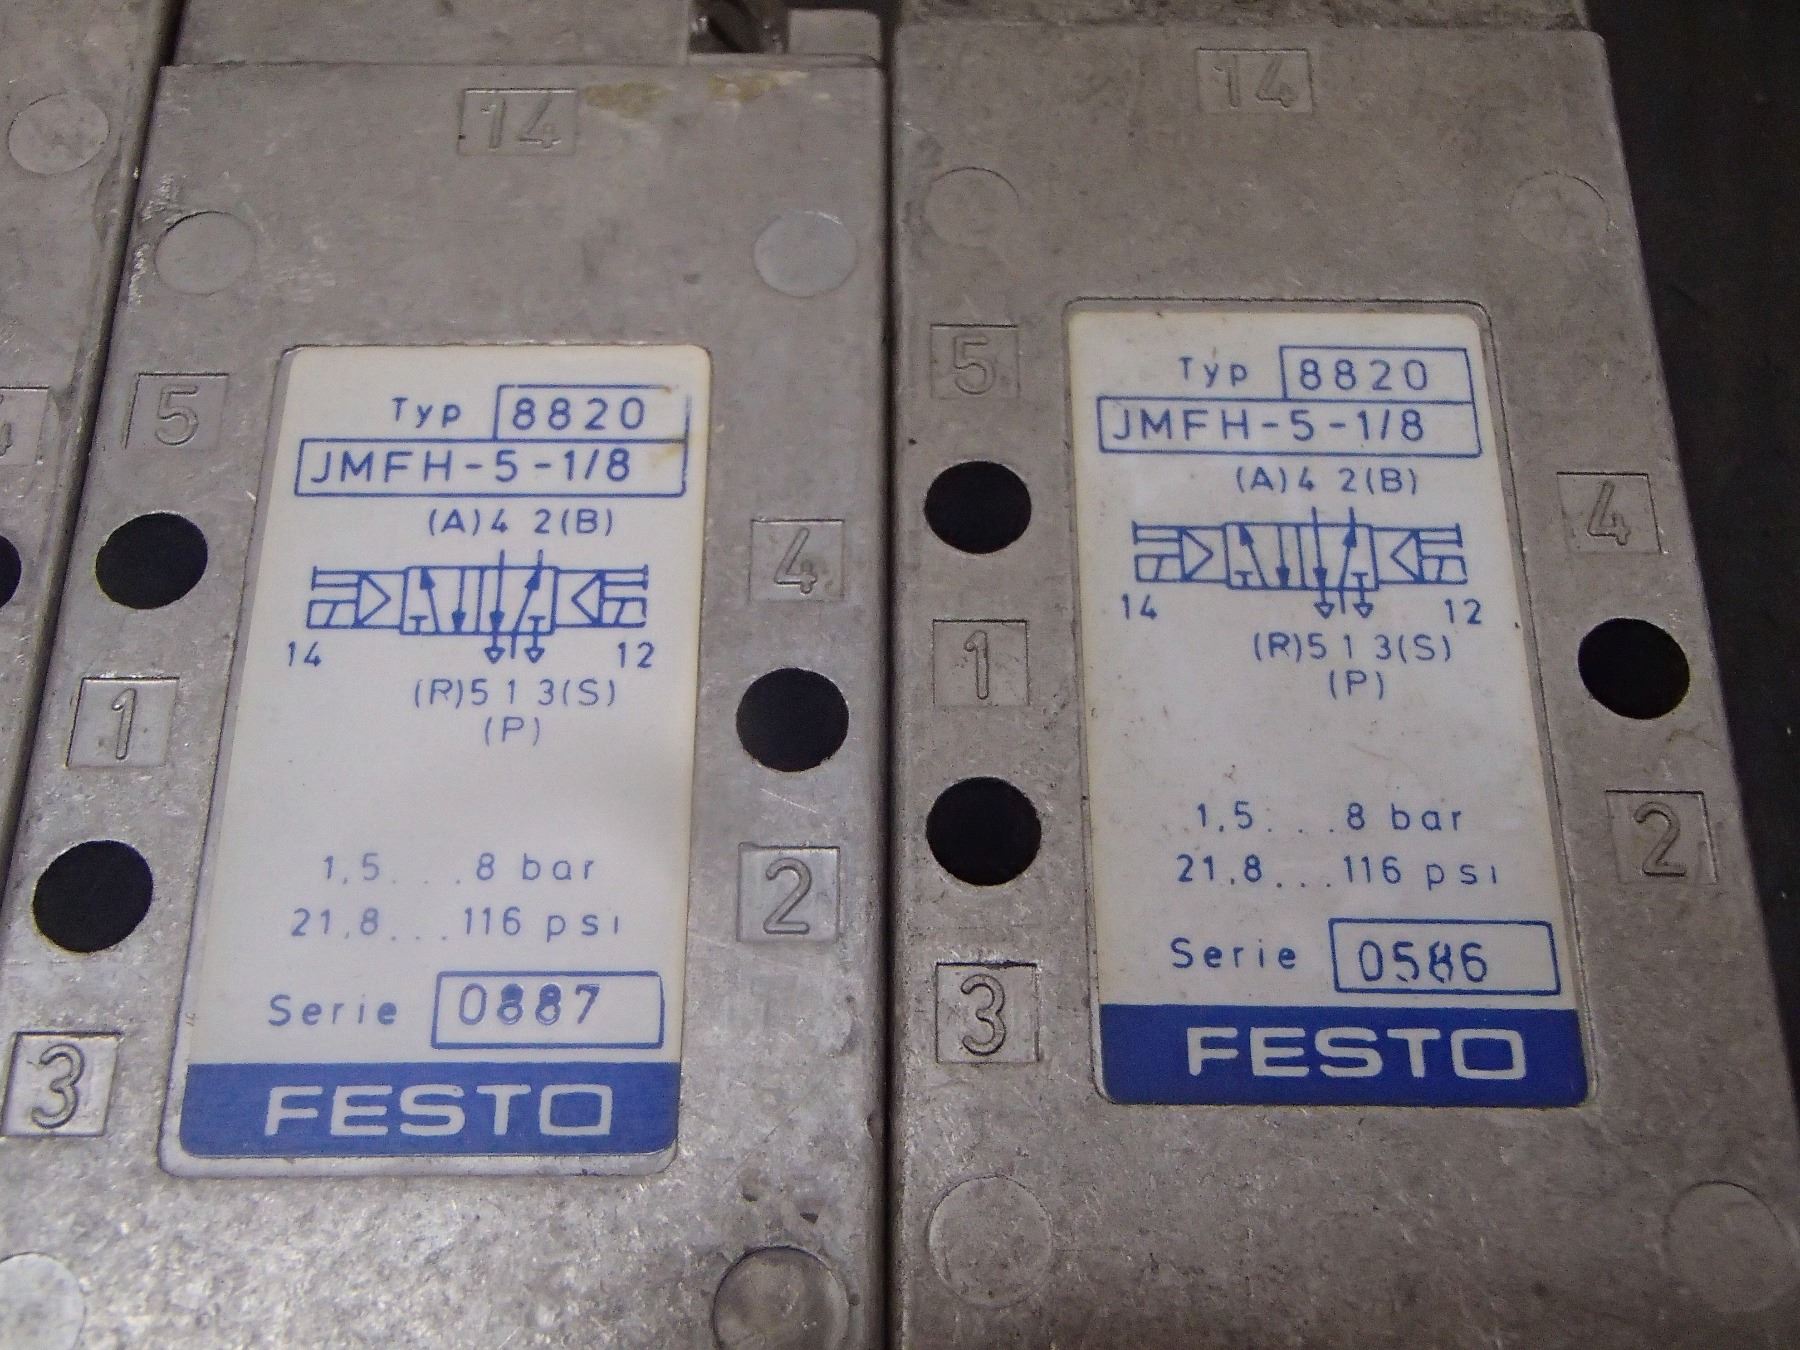 14
5
1
3
4
2
Typ 8820
JMFH-5-1/8
(A)4 2(B)
14 12
(R)5 1 3(S)
(P)
1,5...8 bar
21,8...116 psi
Serie 0887
FESTO
14
5
1
3
4
2
Typ 8820
JMFH-5-1/8
(A)4 2(B)
14 12
(R)5 1 3(S)
(P)
1,5...8 bar
21,8...116 psi
Serie 0586
FESTO